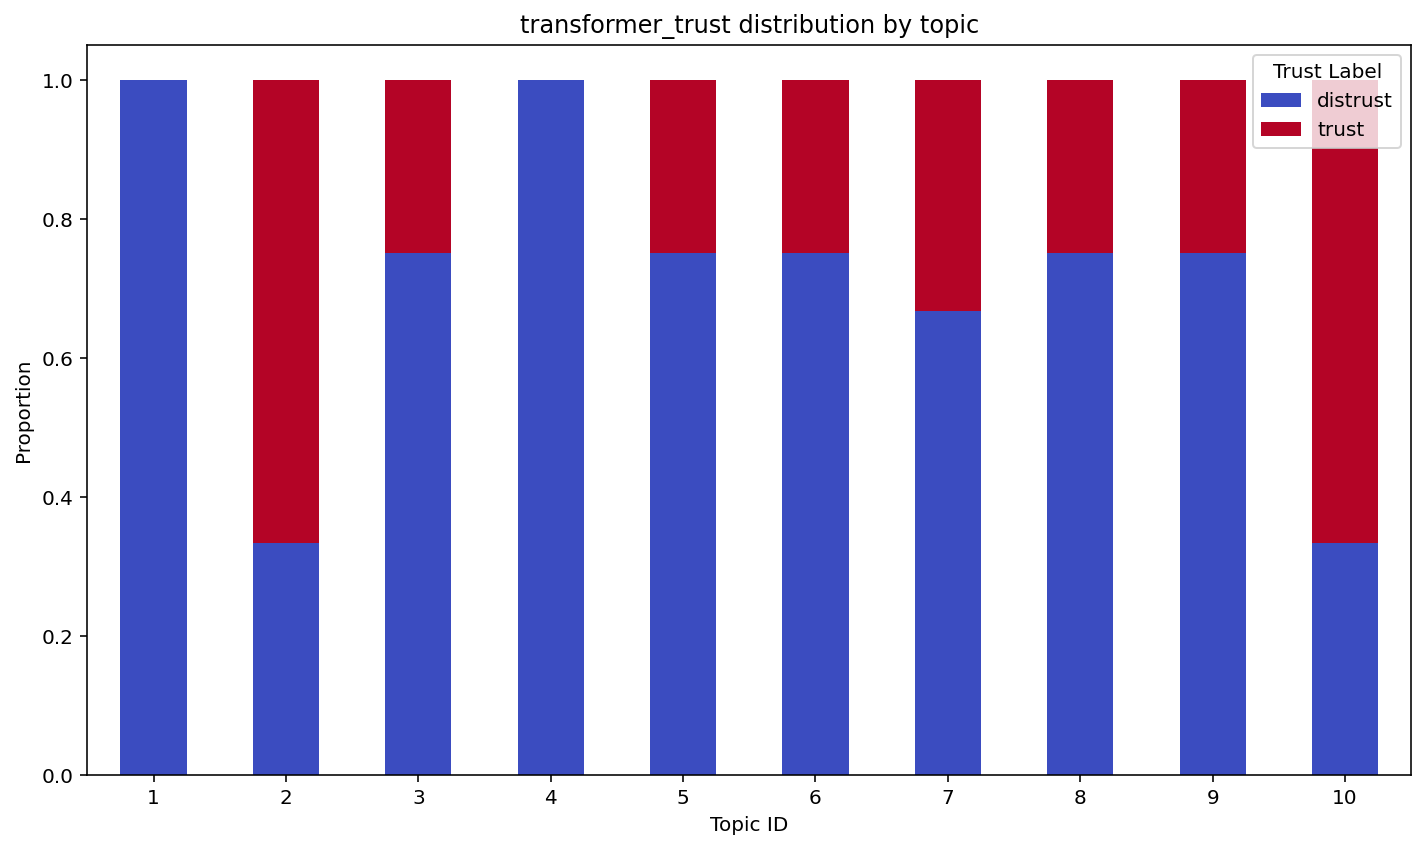 transformer_trust distribution by topic
Trust Label
distrust
trust
1.0
0.8
0.6
0.4
0.2
0.0
Proportion
1 2 3 4 5 6 7 8 9 10
Topic ID